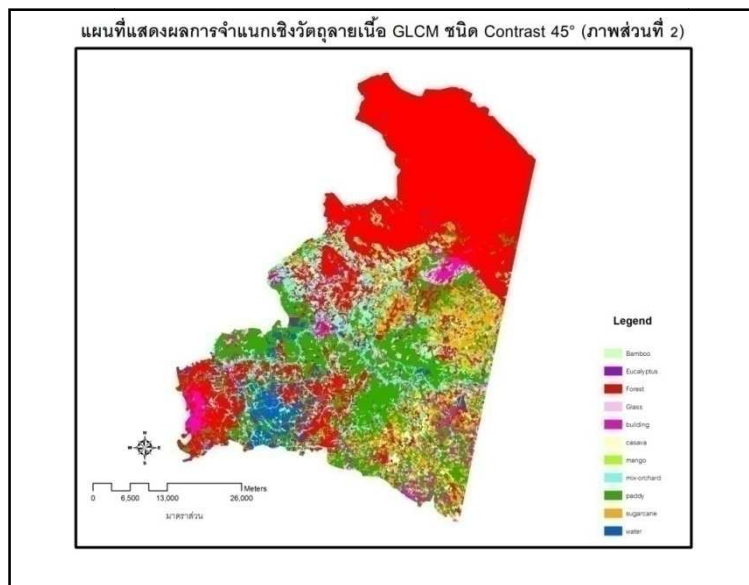 แผนที่แสดงผลการจำแนกเชิงวัตถุลายเนื้อ GLCM ชนิด Contrast 45° (ภาพส่วนที่ 2)
Legend
Bamboo
Eucalyptus
Forest
Glass
building
casava
mango
mix-orchard
paddy
sugarcane
water
N
W
E
S
Meters
0 6,500 13,000 26,000
มาตราส่วน